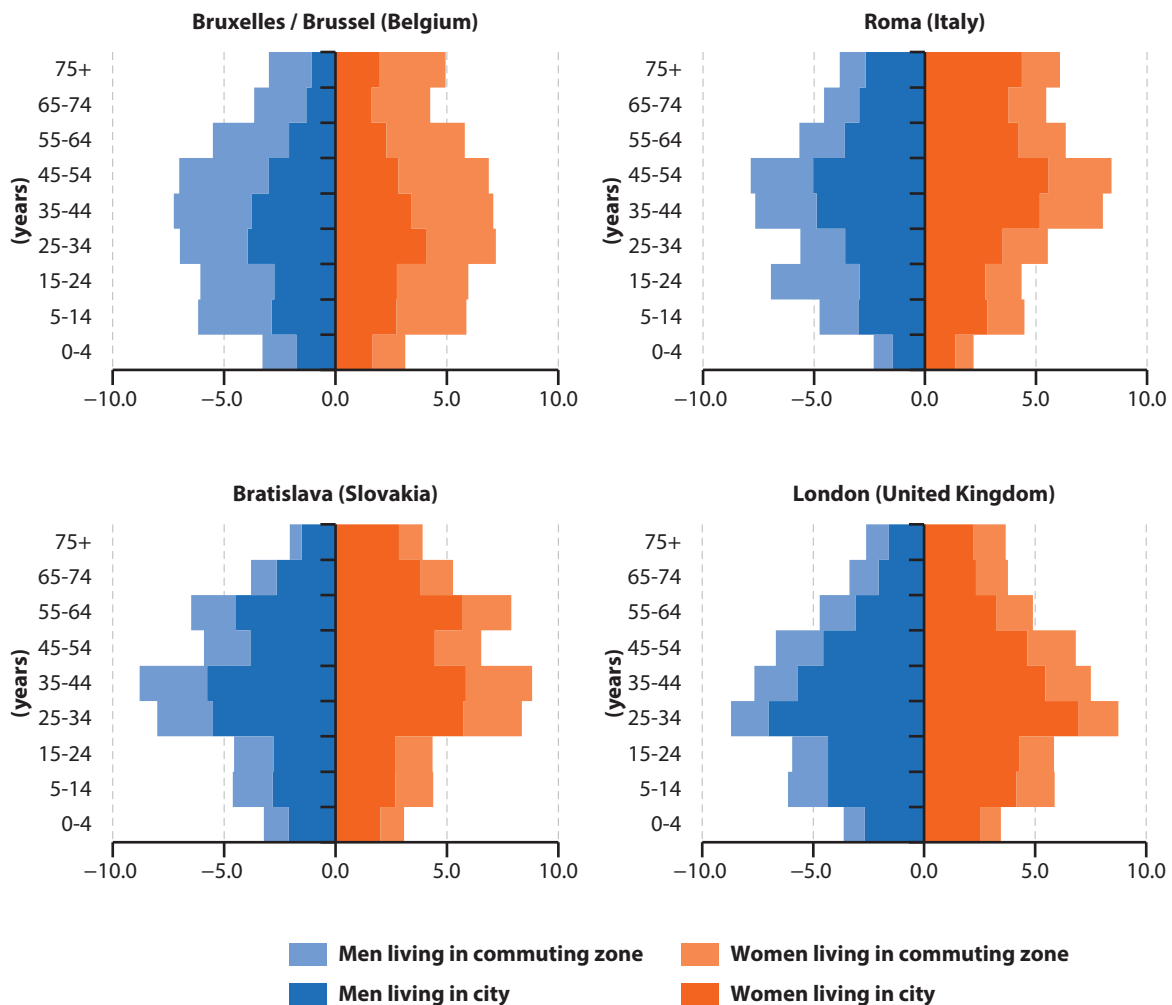 Bruxelles / Brussel (Belgium)
(years)
75+
65-74
55-64
45-54
35-44
25-34
15-24
5-14
0-4
−10.0 −5.0 0.0 5.0 10.0
Roma (Italy)
(years)
75+
65-74
55-64
45-54
35-44
25-34
15-24
5-14
0-4
−10.0 −5.0 0.0 5.0 10.0
Bratislava (Slovakia)
(years)
75+
65-74
55-64
45-54
35-44
25-34
15-24
5-14
0-4
−10.0 −5.0 0.0 5.0 10.0
London (United Kingdom)
(years)
75+
65-74
55-64
45-54
35-44
25-34
15-24
5-14
0-4
−10.0 −5.0 0.0 5.0 10.0
Men living in commuting zone
Women living in commuting zone
Men living in city
Women living in city